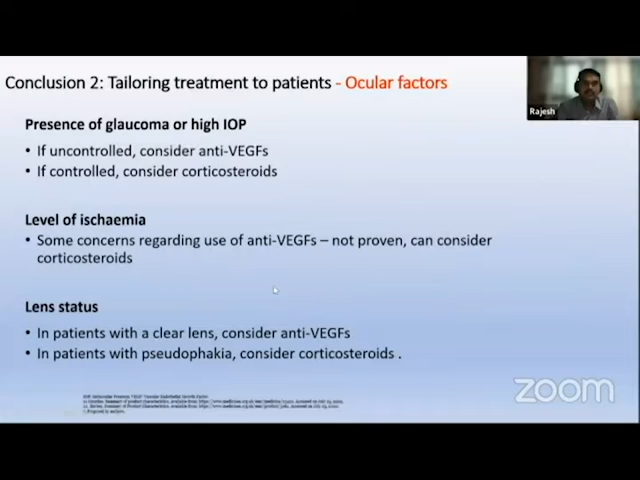 Conclusion 2: Tailoring treatment to patients - Ocular factors
Rajesh
Presence of glaucoma or high IOP
• If uncontrolled, consider anti-VEGFs
• If controlled, consider corticosteroids
Level of ischaemia
• Some concerns regarding use of anti-VEGFs – not proven, can consider
corticosteroids
Lens status
• In patients with a clear lens, consider anti-VEGFs
• In patients with pseudophakia, consider corticosteroids .
zoom